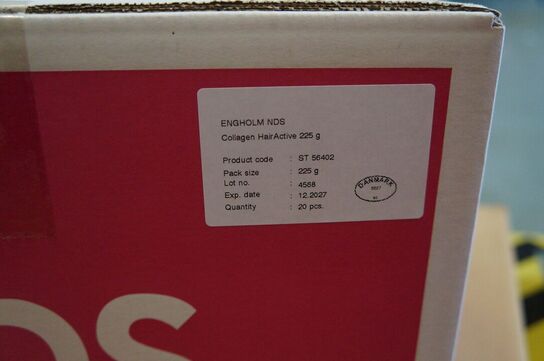 ENGHOLM NDS
Collagen HairActive 225 g
Product code : ST 56402
Pack size : 225 g
Lot no. : 4568
Exp. date : 12.2027
Quantity : 20 pcs.
DANMARK
DS